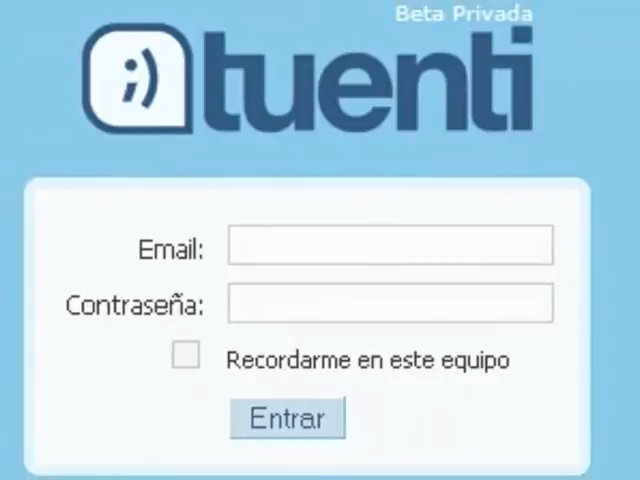 Beta Privada
;)
tuenti
Email:
Contraseña:
Recordarme en este equipo
Entrar